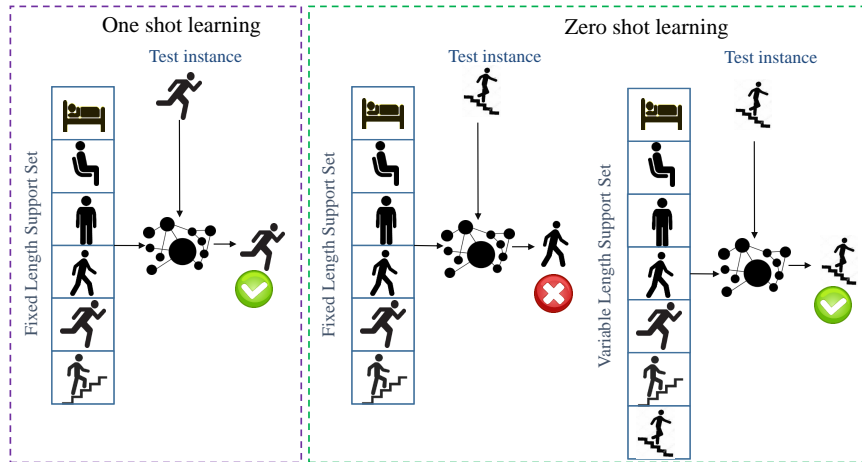 One shot learning
Test instance
Fixed Length Support Set
Zero shot learning
Test instance
Fixed Length Support Set
Test instance
Variable Length Support Set